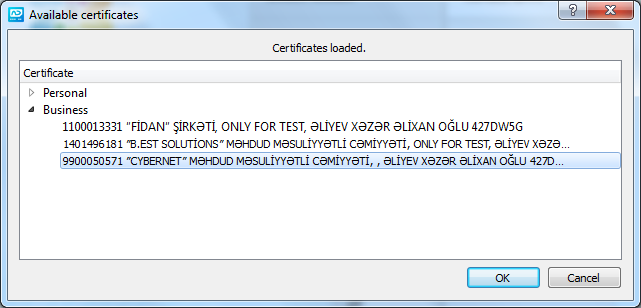 Available certificates
Certificates loaded.
Certificate
Personal
Business
1100013331 "FİDAN" ŞİRKƏTİ, ONLY FOR TEST, ƏLİYEV XƏZƏR ƏLİXAN OĞLU 427DW5G
1401496181 "B.EST SOLUTİONS" MƏHDUD MƏSULİYYƏTLİ CƏMİYYƏTİ, ONLY FOR TEST, ƏLİYEV XƏZƏ...
9900050571 "CYBERNET" MƏHDUD MƏSULİYYƏTLİ CƏMİYYƏTİ, , ƏLİYEV XƏZƏR ƏLİXAN OĞLU 427D...
OK Cancel